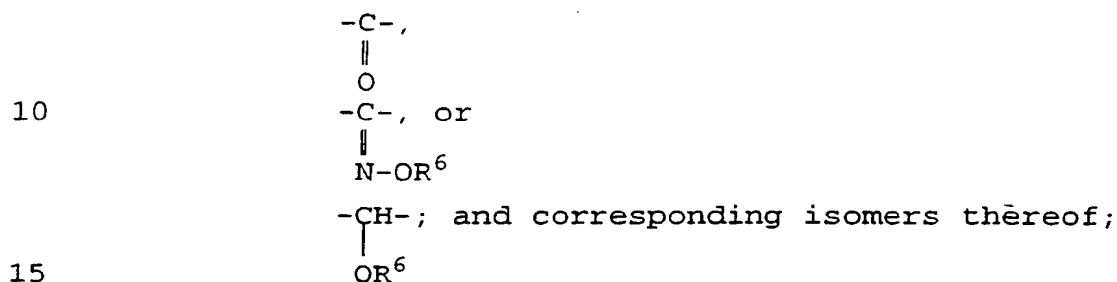 -C-,
‖
O
10 -C-, or
‖
N-OR⁶
-CH-; and corresponding isomers thereof;
|
15 OR⁶